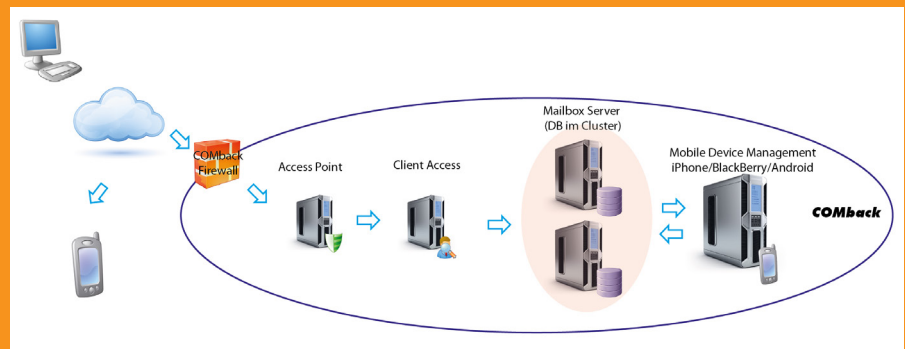 COMback
Firewall
Access Point
Client Access
Mailbox Server
(DB im Cluster)
Mobile Device Management
iPhone/BlackBerry/Android
COMback